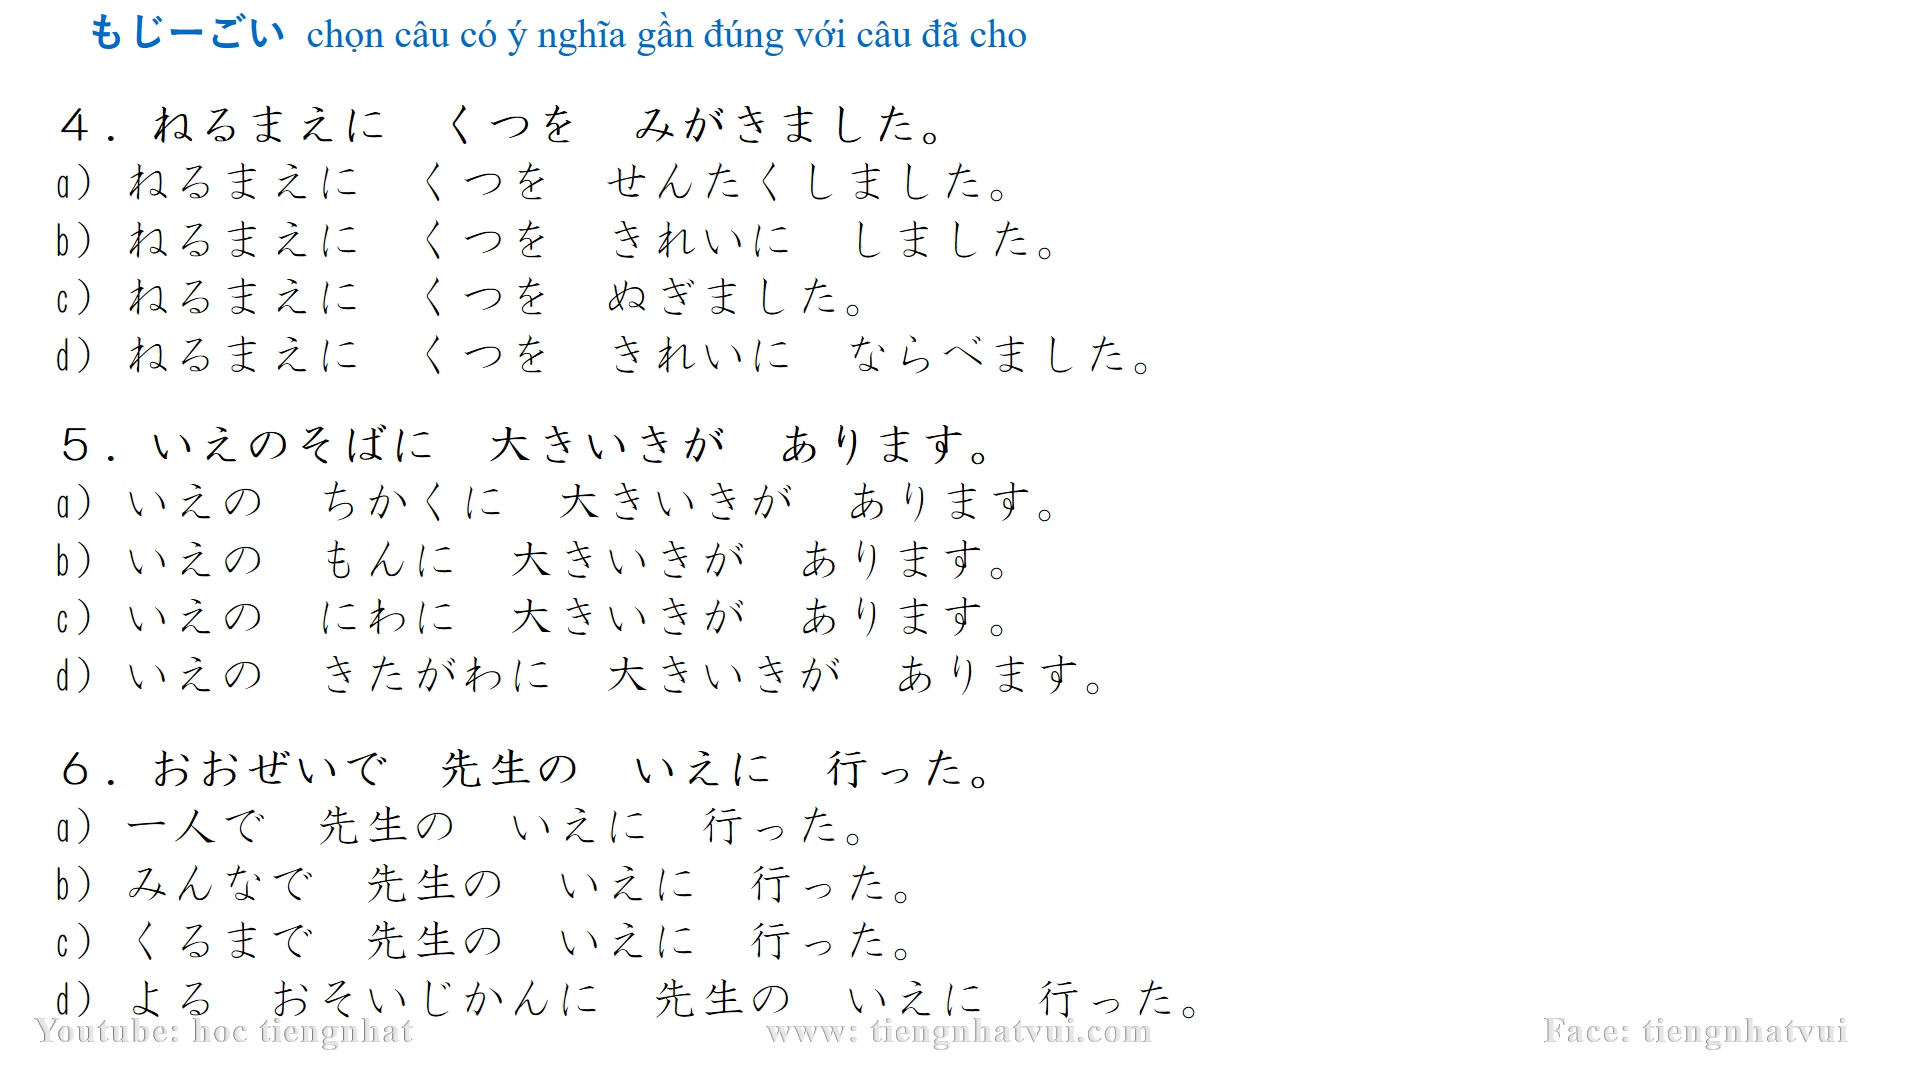 もじーごい chọn câu có ý nghĩa gần đúng với câu đã cho
４．ねるまえに　くつを　みがきました。
a) ねるまえに　くつを　せんたくしました。
b) ねるまえに　くつを　きれいに　しました。
c) ねるまえに　くつを　ぬぎました。
d) ねるまえに　くつを　きれいに　ならべました。
５．いえのそばに　大きいきが　あります。
a) いえの　ちかくに　大きいきが　あります。
b) いえの　もんに　大きいきが　あります。
c) いえの　にわに　大きいきが　あります。
d) いえの　きたがわに　大きいきが　あります。
６．おおぜいで　先生の　いえに　行った。
a) 一人で　先生の　いえに　行った。
b) みんなで　先生の　いえに　行った。
c) くるまで　先生の　いえに　行った。
d) よる　おそいじかんに　先生の　いえに　行った。
Youtube: hoc tiengnhat www: tiengnhatvui.com Face: tiengnhatvui